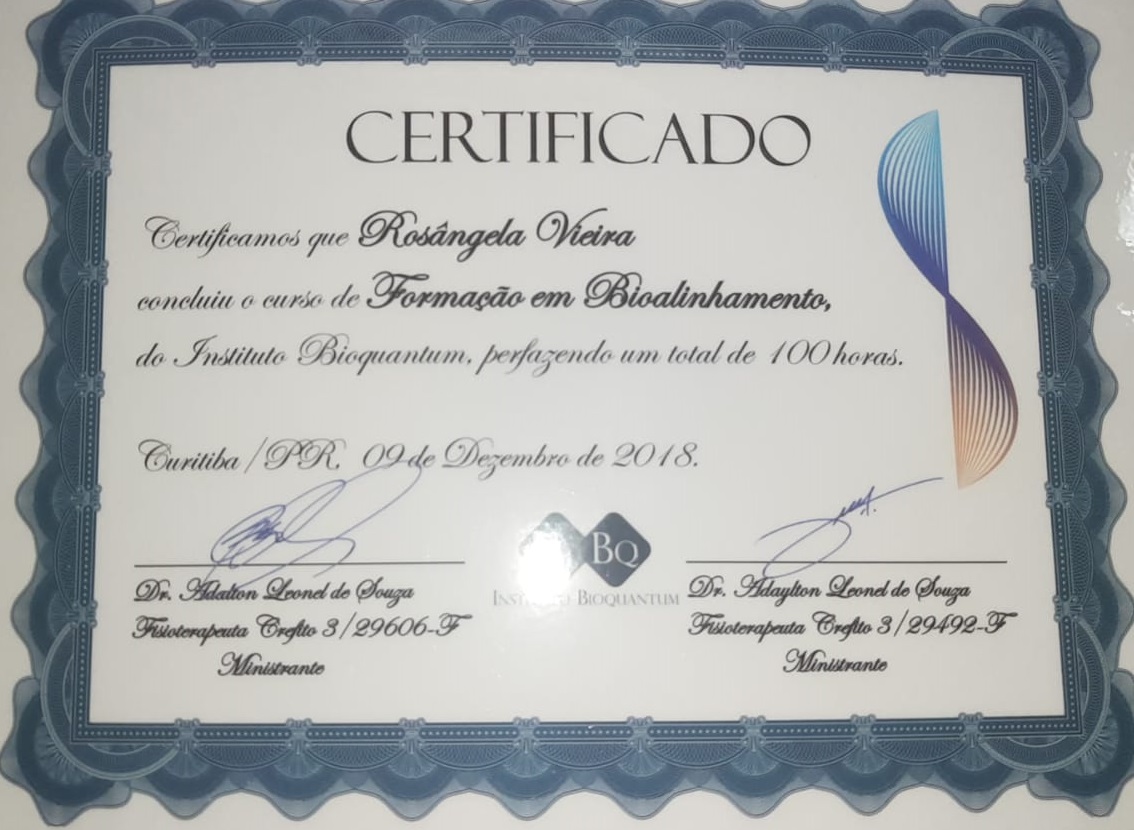 CERTIFICADO
Certificamos que Rosângela Vieira
concluiu o curso de Formação em Bioalinhamento,
do Instituto Bioquantum, perfazendo um total de 100 horas.
Curitiba/PR, 09 de Dezembro de 2018.
BQ
BIOQUANTUM
Dr. Adalton Leonel de Souza
Fisioterapeuta Crefito 3/29606-F
Ministrante
Dr. Adaylton Leonel de Souza
Fisioterapeuta Crefito 3/29492-F
Ministrante